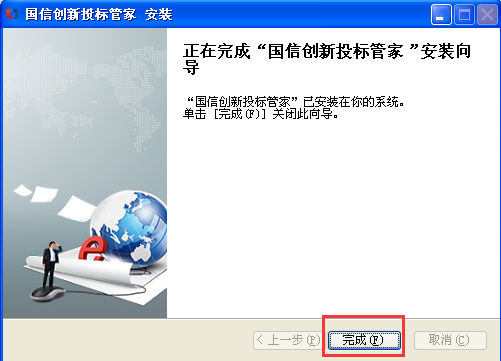 国信创新投标管家 安装
正在完成“国信创新投标管家 ”安装向
导
“国信创新投标管家”已安装在你的系统。
单击 [完成(F)] 关闭此向导。
< 上一步(P)
完成(F)
取消(C)